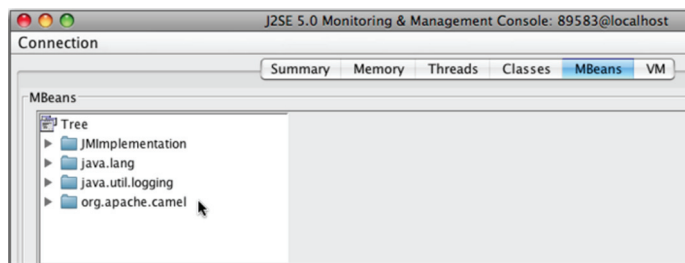 J2SE 5.0 Monitoring & Management Console: 89583@localhost
Connection
Summary Memory Threads Classes MBeans VM
MBeans
Tree
JMImplementation
java.lang
java.util.logging
org.apache.camel